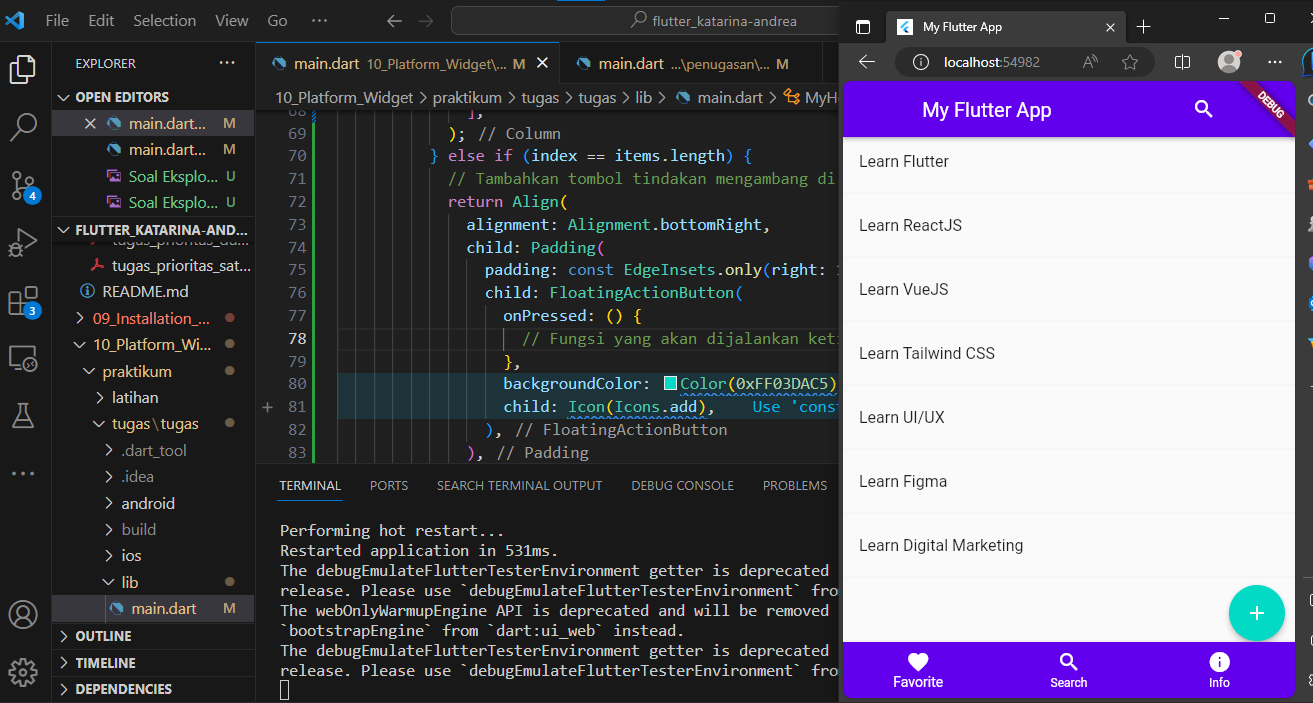 File Edit Selection View Go ··· flutter_katarina-andrea
EXPLORER ···
OPEN EDITORS
main.dart... M
main.dart... M
Soal Eksplo... U
Soal Eksplo... U
FLUTTER_KATARINA-AND...
tugas_prioritas_sat...
README.md
09_Installation_...
10_Platform_Wi...
praktikum
latihan
tugas\tugas
.dart_tool
.idea
android
build
ios
lib
main.dart M
OUTLINE
TIMELINE
DEPENDENCIES
4
3
main.dart 10_Platform_Widget\... M
main.dart ...\penugasan\... M
10_Platform_Widget > praktikum > tugas > tugas > lib > main.dart > MyH
68 ],
69 ); // Column
70 } else if (index == items.length) {
71 // Tambahkan tombol tindakan mengambang di
72 return Align(
73 alignment: Alignment.bottomRight,
74 child: Padding(
75 padding: const EdgeInsets.only(right:
76 child: FloatingActionButton(
77 onPressed: () {
78 // Fungsi yang akan dijalankan ket
79 },
80 backgroundColor: Color(0xFF03DAC5)
81 child: Icon(Icons.add), Use 'cons
82 ), // FloatingActionButton
83 ), // Padding
TERMINAL PORTS SEARCH TERMINAL OUTPUT DEBUG CONSOLE PROBLEMS
Performing hot restart...
Restarted application in 531ms.
The debugEmulateFlutterTesterEnvironment getter is deprecated
release. Please use `debugEmulateFlutterTesterEnvironment` fro
The webOnlyWarmupEngine API is deprecated and will be removed
`bootstrapEngine` from `dart:ui_web` instead.
The debugEmulateFlutterTesterEnvironment getter is deprecated
release. Please use `debugEmulateFlutterTesterEnvironment` fro
My Flutter App
localhost:54982
My Flutter App
DEBUG
Learn Flutter
Learn ReactJS
Learn VueJS
Learn Tailwind CSS
Learn UI/UX
Learn Figma
Learn Digital Marketing
+
Favorite Search Info